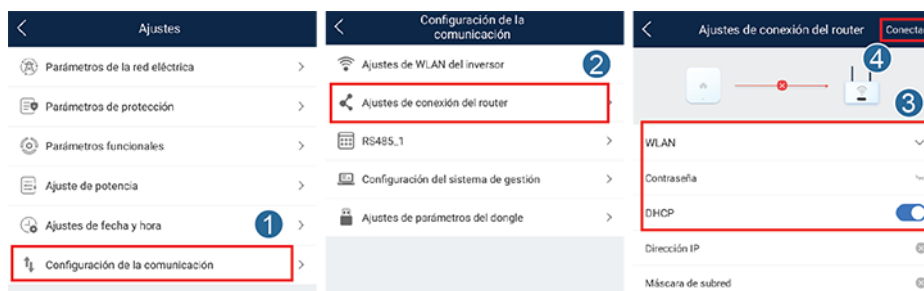 Ajustes
Parámetros de la red eléctrica
Parámetros de protección
Parámetros funcionales
Ajuste de potencia
Ajustes de fecha y hora
1
Configuración de la comunicación
Configuración de la
comunicación
Ajustes de WLAN del inversor
2
Ajustes de conexión del router
RS485_1
Configuración del sistema de gestión
Ajustes de parámetros del dongle
Ajustes de conexión del router
Conectar
4
3
WLAN
Contraseña
DHCP
Dirección IP
Máscara de subred